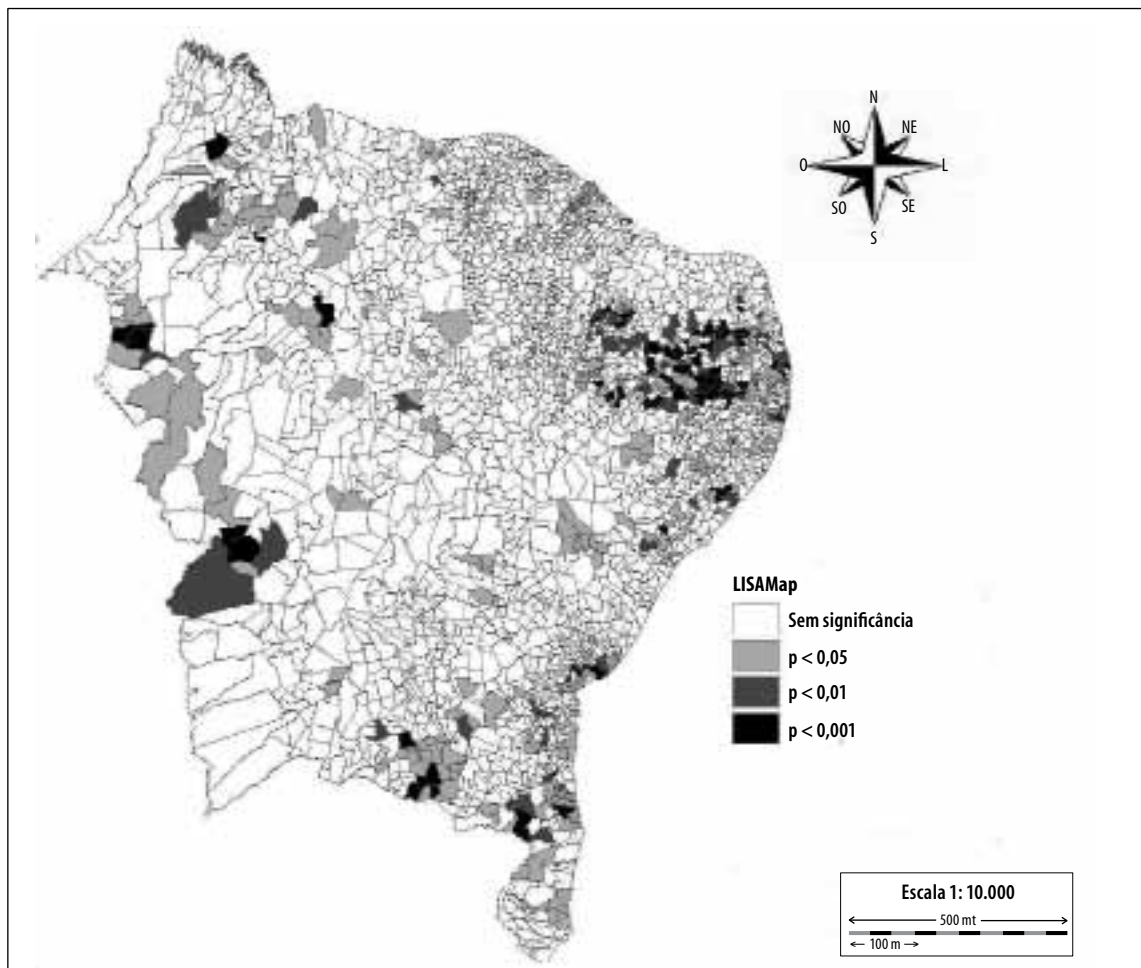 N
NO NE
O L
SO SE
S
LISAMap
Sem significância
p < 0,05
p < 0,01
p < 0,001
Escala 1: 10.000
500 mt
100 m